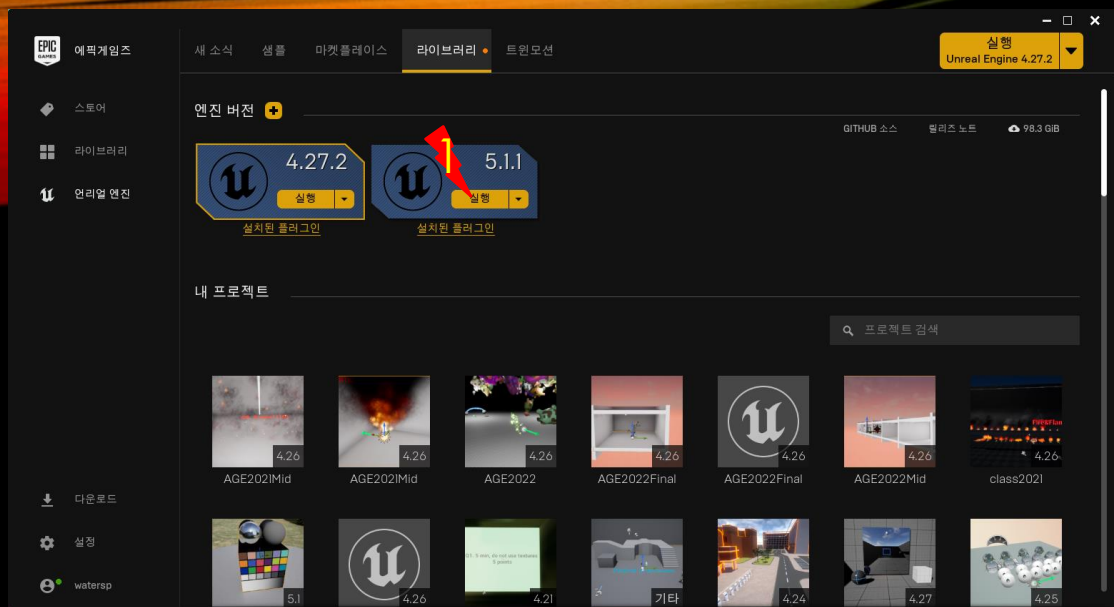 EPIC
GAMES
에픽게임즈
새 소식
샘플
마켓플레이스
라이브러리
트윈모션
실행
Unreal Engine 4.27.2
스토어
라이브러리
언리얼 엔진
엔진 버전
GITHUB 소스
릴리즈 노트
98.3 GiB
4.27.2
실행
설치된 플러그인
1
5.1.1
실행
설치된 플러그인
내 프로젝트
프로젝트 검색
4.26
AGE2021Mid
4.26
AGE2021Mid
4.26
AGE2022
4.26
AGE2022Final
4.26
AGE2022Final
4.26
AGE2022Mid
4.26
class2021
5.1
4.26
4.21
기타
4.24
4.27
4.25
다운로드
설정
watersp